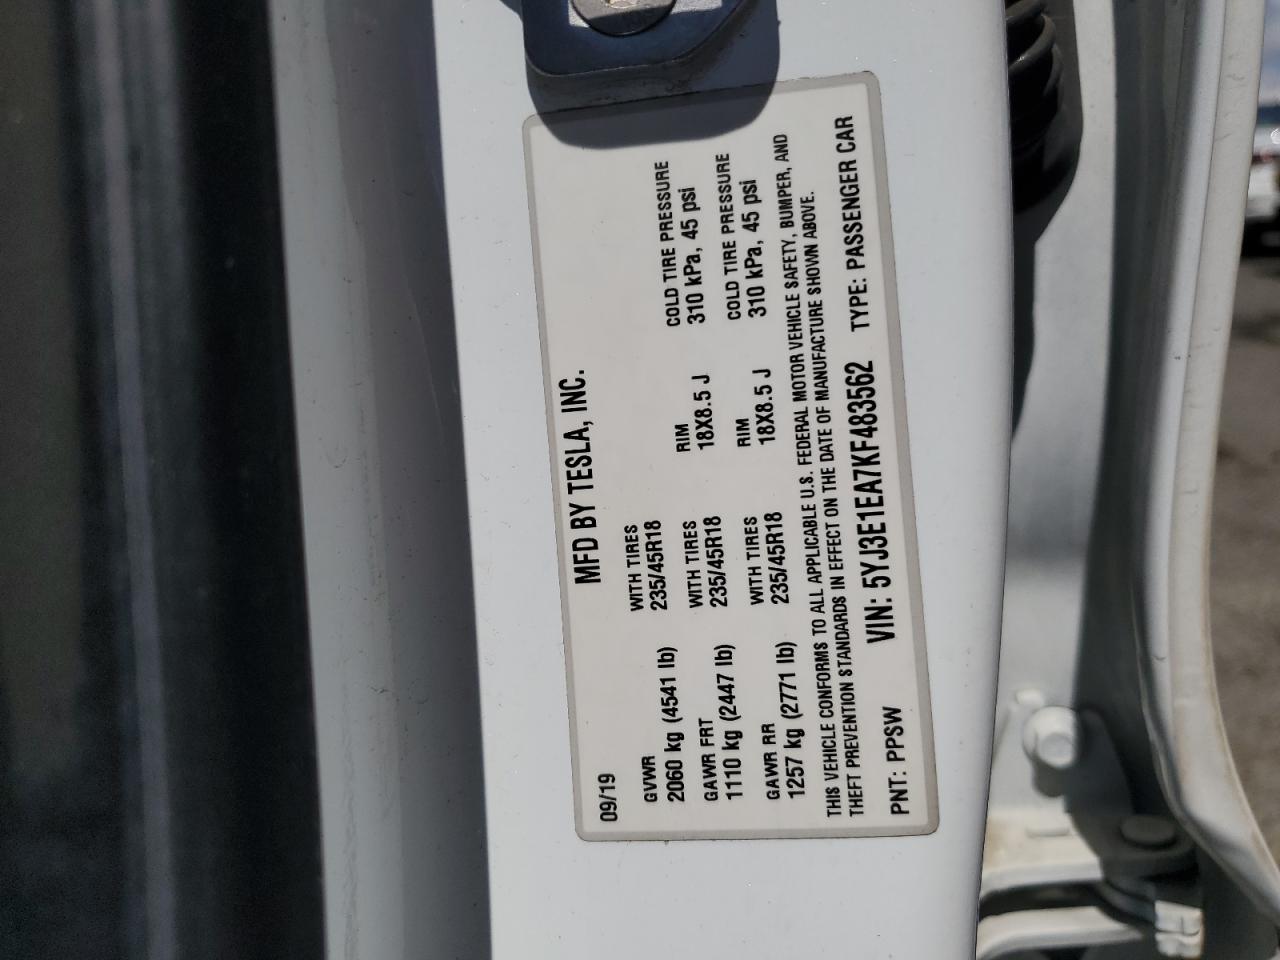 MFD BY TESLA, INC.
09/19
GVWR WITH TIRES
2060 kg (4541 lb) 235/45R18
GAWR FRT WITH TIRES RIM COLD TIRE PRESSURE
1110 kg (2447 lb) 235/45R18 18X8.5 J 310 kPa, 45 psi
GAWR RR WITH TIRES RIM COLD TIRE PRESSURE
1257 kg (2771 lb) 235/45R18 18X8.5 J 310 kPa, 45 psi
THIS VEHICLE CONFORMS TO ALL APPLICABLE U.S. FEDERAL MOTOR VEHICLE SAFETY, BUMPER, AND
THEFT PREVENTION STANDARDS IN EFFECT ON THE DATE OF MANUFACTURE SHOWN ABOVE.
PNT: PPSW VIN: 5YJ3E1EA7KF483562 TYPE: PASSENGER CAR